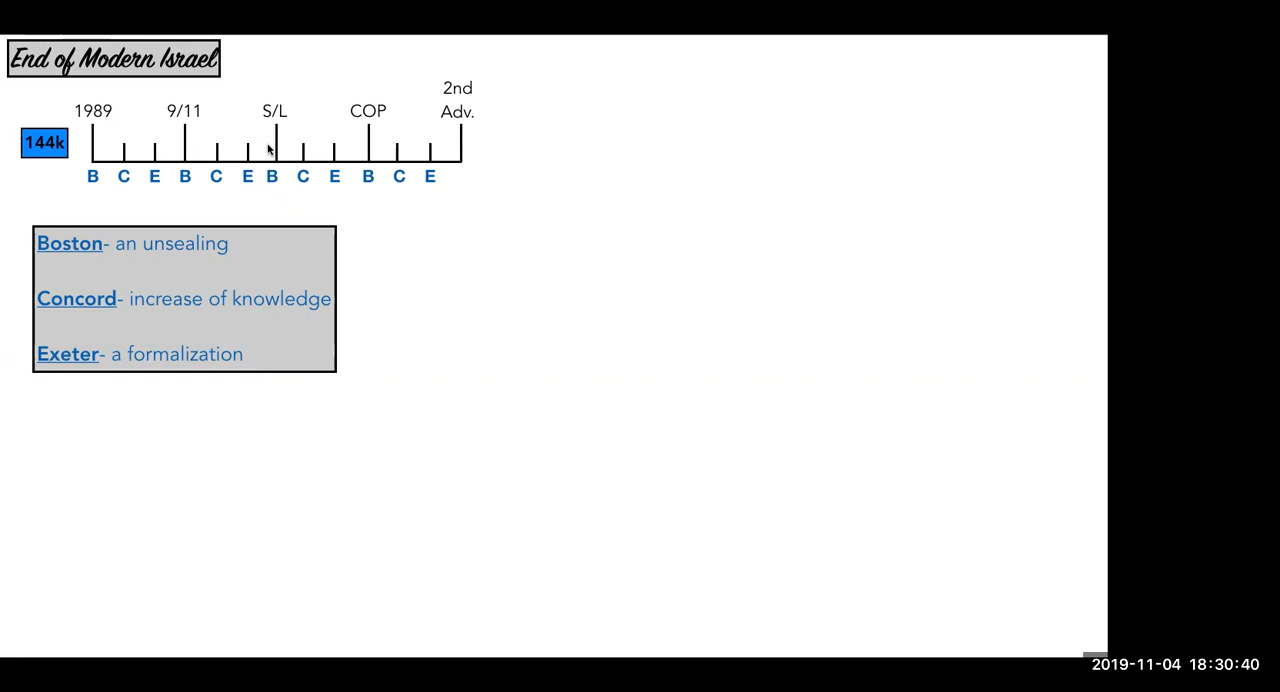 End of Modern Israel
2nd
1989 9/11 S/L COP Adv.
144k
B C E B C E B C E B C E
Boston- an unsealing
Concord- increase of knowledge
Exeter- a formalization
2019-11-04 18:30:40